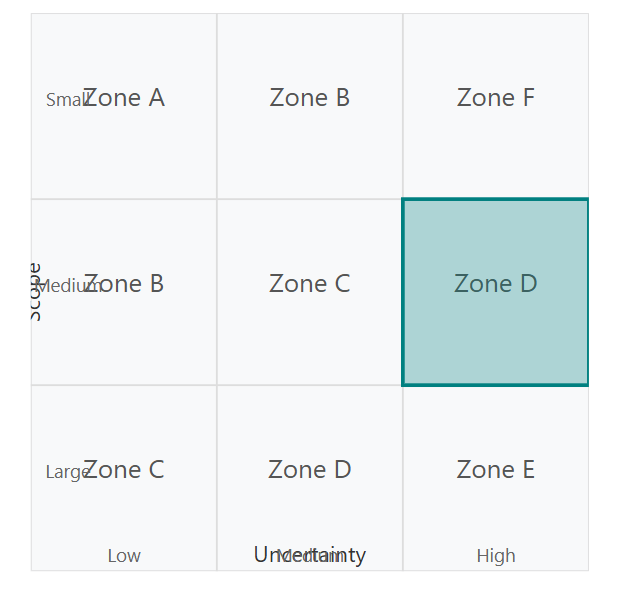 Small Zone A Zone B Zone F
Scope
Medium Zone B Zone C Zone D
Large Zone C Zone D Zone E
Low Medium High
Uncertainty